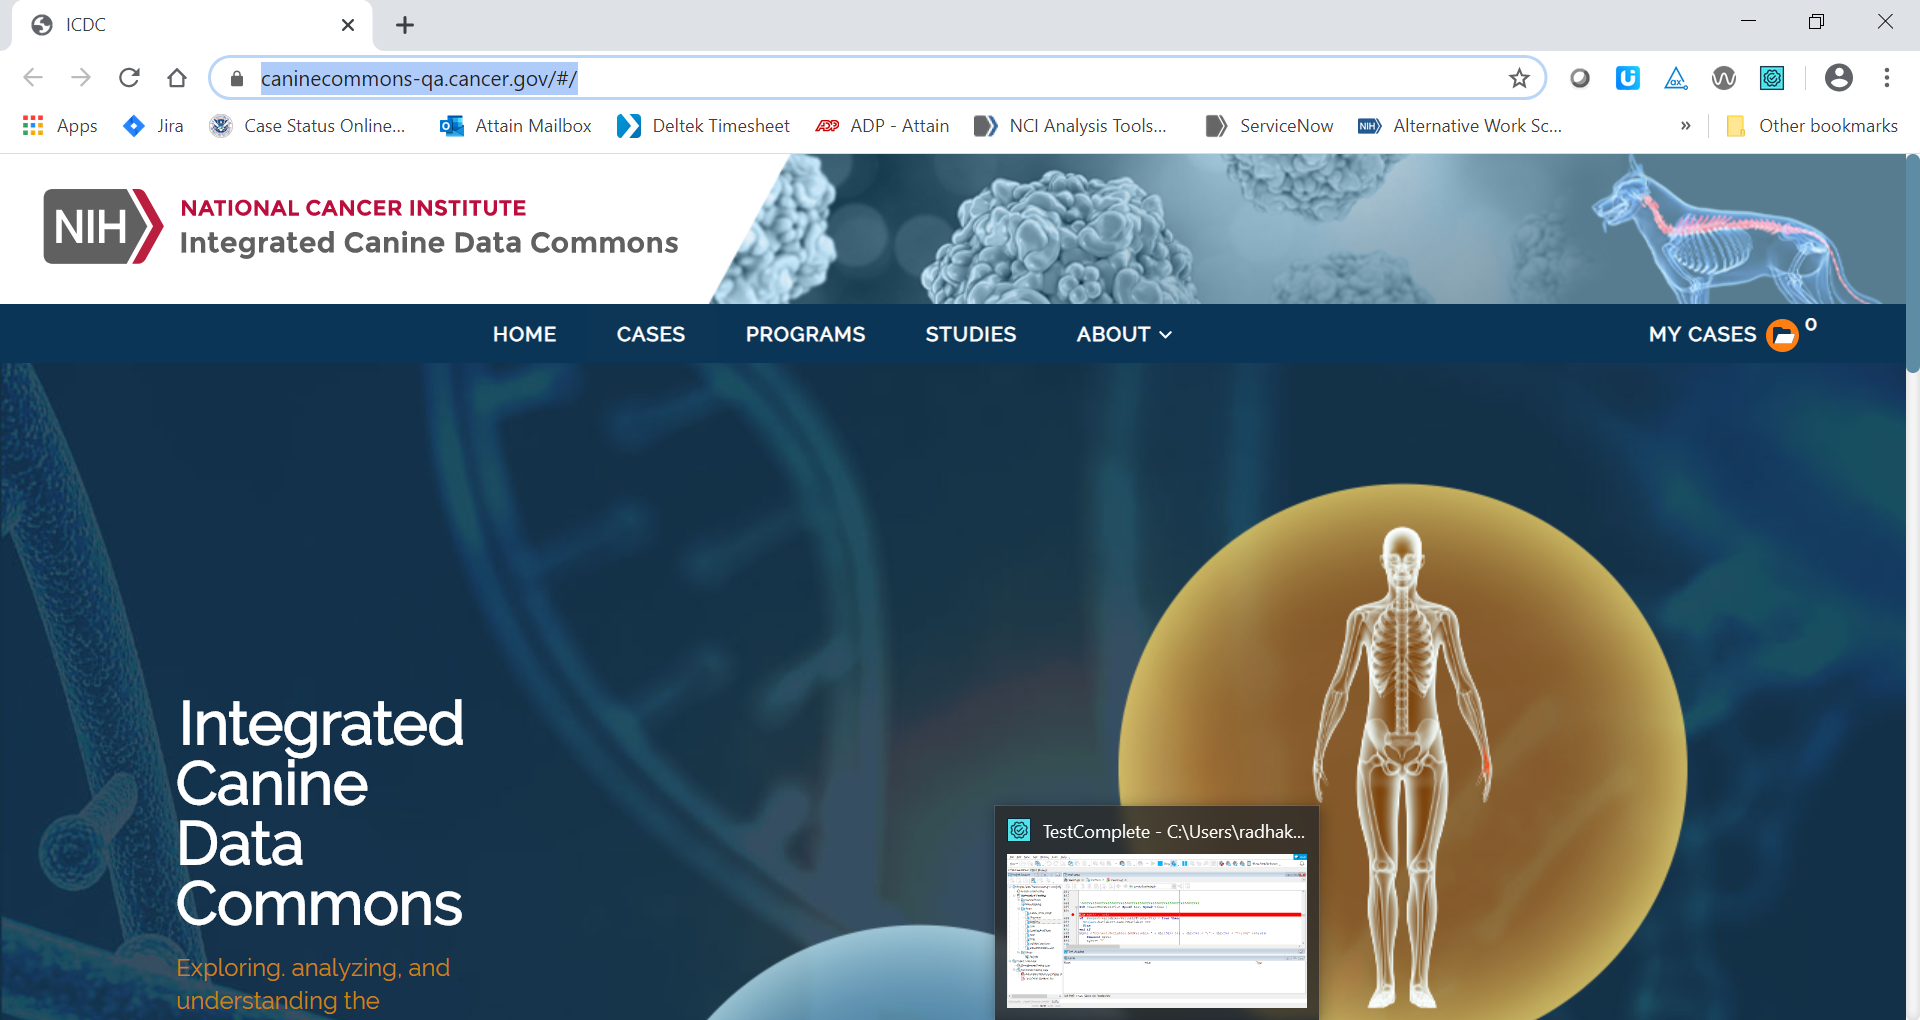 ICDC
caninecommons-qa.cancer.gov/#/
Apps
Jira
Case Status Online...
Attain Mailbox
Deltek Timesheet
ADP - Attain
NCI Analysis Tools...
ServiceNow
NIH Alternative Work Sc...
»
Other bookmarks
NIH
NATIONAL CANCER INSTITUTE
Integrated Canine Data Commons
HOME
CASES
PROGRAMS
STUDIES
ABOUT
MY CASES
0
Integrated
Canine
Data
Commons
Exploring. analyzing, and
understanding the
TestComplete - C:\Users\radhak...